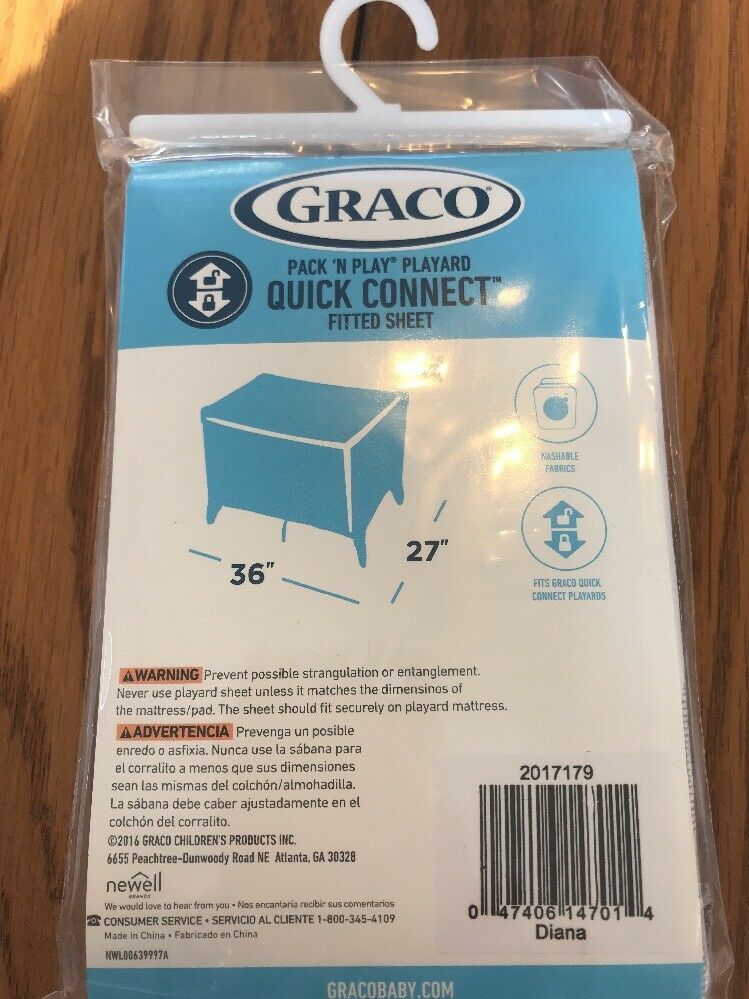 GRACO®
PACK 'N PLAY® PLAYARD
QUICK CONNECT™
FITTED SHEET
WASHABLE
FABRICS
36"
27"
FITS GRACO QUICK
CONNECT PLAYARDS
WARNING Prevent possible strangulation or entanglement.
Never use playard sheet unless it matches the dimensinos of
the mattress/pad. The sheet should fit securely on playard mattress.
ADVERTENCIA Prevenga un posible
enredo o asfixia. Nunca use la sábana para
el corralito a menos que sus dimensiones
sean las mismas del colchón/almohadilla.
La sábana debe caber ajustadamente en el
colchón del corralito.
©2016 GRACO CHILDREN'S PRODUCTS INC.
6655 Peachtree-Dunwoody Road NE Atlanta, GA 30328
newell
BRANDS
We would love to hear from you • Nos encantaría recibir sus comentarios
CONSUMER SERVICE • SERVICIO AL CLIENTE 1-800-345-4109
Made in China • Fabricado en China
NWL00639997A
2017179
0 47406 14701 4
Diana
GRACOBABY.COM